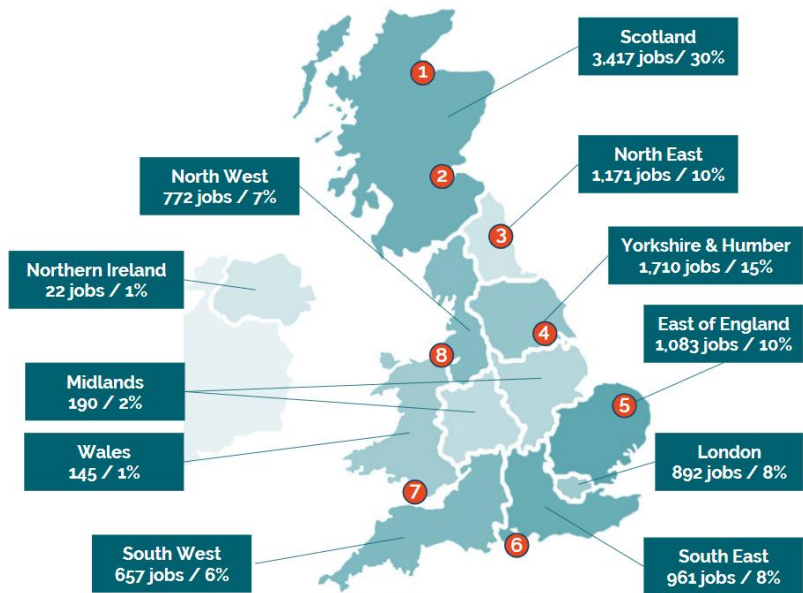 Scotland
3,417 jobs/ 30%
1
North West
772 jobs / 7%
North East
1,171 jobs / 10%
2
3
Northern Ireland
22 jobs / 1%
Yorkshire & Humber
1,710 jobs / 15%
East of England
1,083 jobs / 10%
4
8
Midlands
190 / 2%
5
Wales
145 / 1%
London
892 jobs / 8%
7
South West
657 jobs / 6%
6
South East
961 jobs / 8%